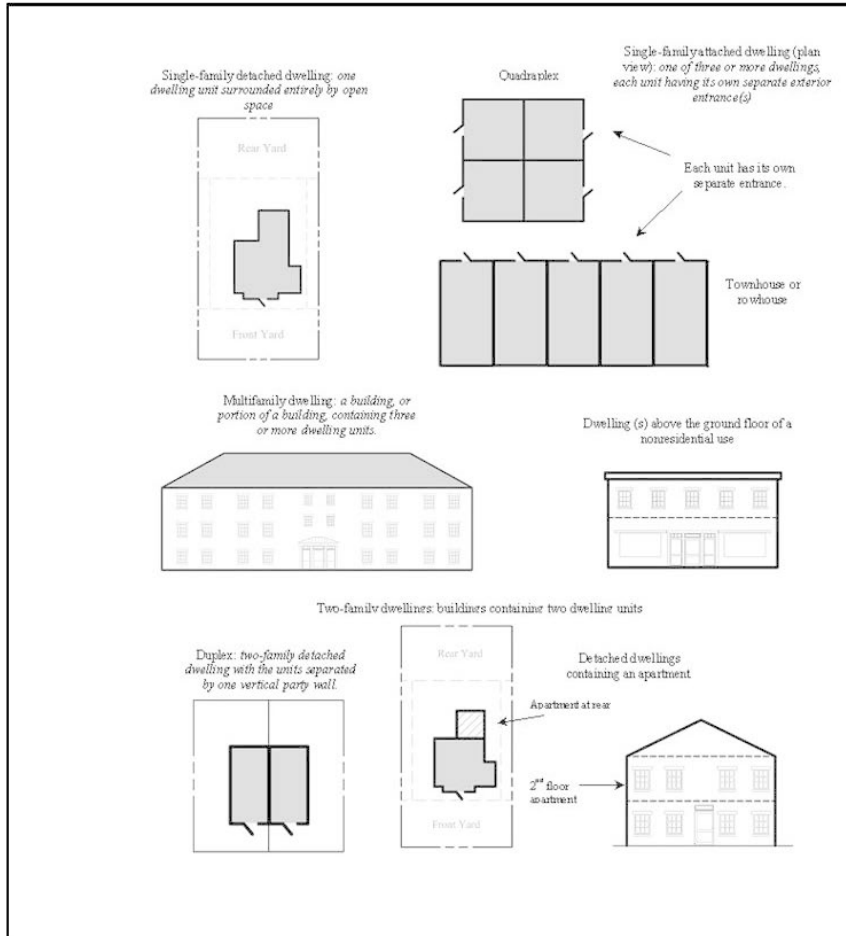 Single-family detached dwelling: one
dwelling unit surrounded entirely by open
space
Rear Yard
Front Yard
Quadraplex
Single-family attached dwelling (plan
view): one of three or more dwellings,
each unit having its own separate exterior
entrance(s)
Each unit has its own
separate entrance.
Townhouse or
rowhouse
Multifamily dwelling: a building, or
portion of a building, containing three
or more dwelling units.
Dwelling (s) above the ground floor of a
nonresidential use
Two-family dwellines: buildines containing two dwelline units
Duplex: two-family detached
dwelling with the units separated
by one vertical party wall.
Rear Yard
Front Yard
Detached dwellings
containing an apartment
Apartment at rear
2nd floor
apartment